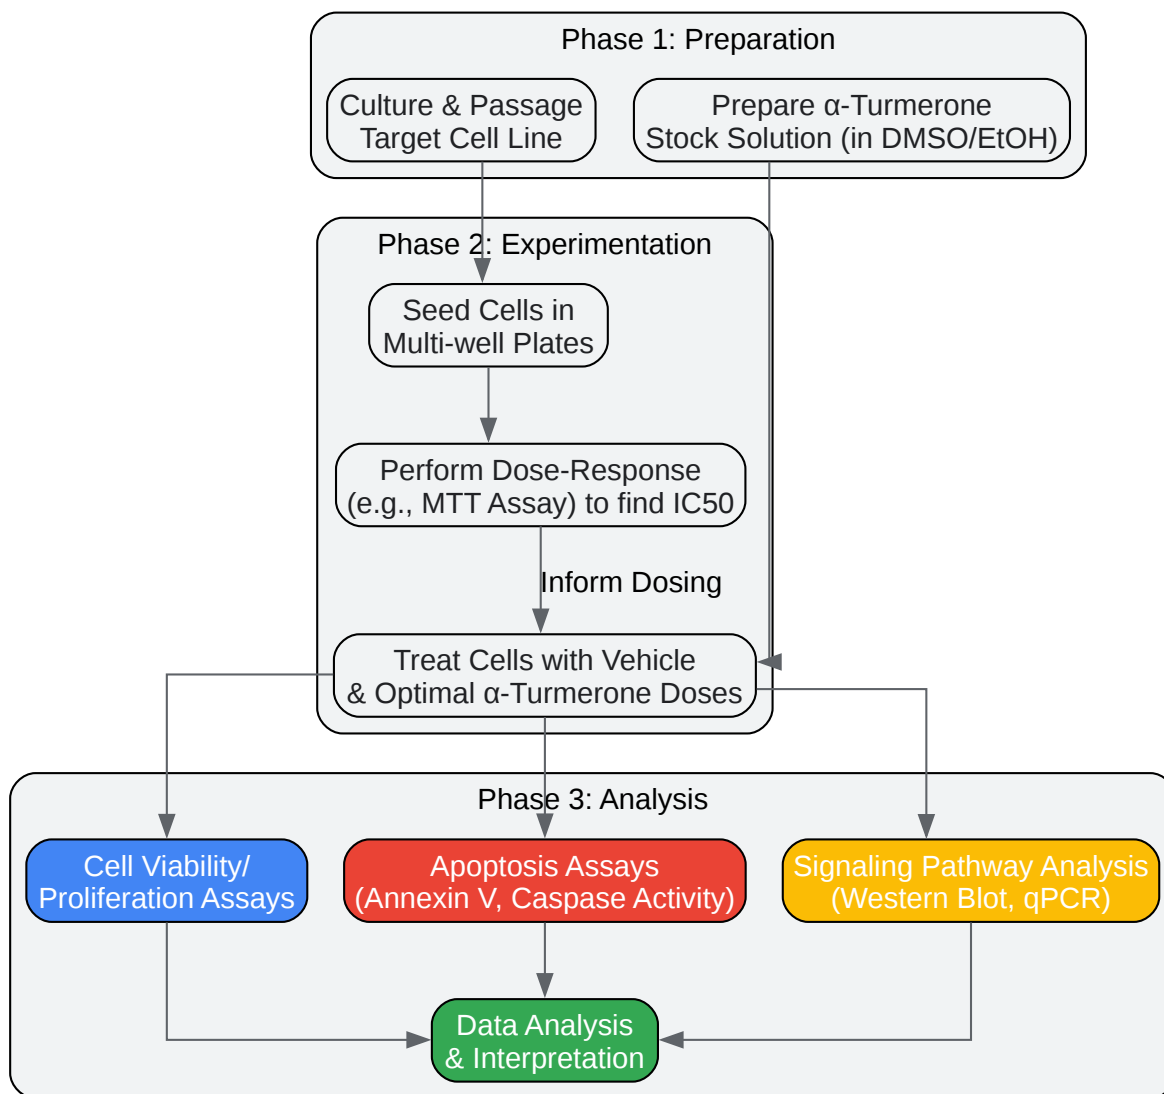 Phase 1: Preparation
Culture & Passage
Target Cell Line
Prepare α-Turmerone
Stock Solution (in DMSO/EtOH)
Phase 2: Experimentation
Seed Cells in
Multi-well Plates
Perform Dose-Response
(e.g., MTT Assay) to find IC50
Inform Dosing
Treat Cells with Vehicle
& Optimal α-Turmerone Doses
Phase 3: Analysis
Cell Viability/
Proliferation Assays
Apoptosis Assays
(Annexin V, Caspase Activity)
Signaling Pathway Analysis
(Western Blot, qPCR)
Data Analysis
& Interpretation